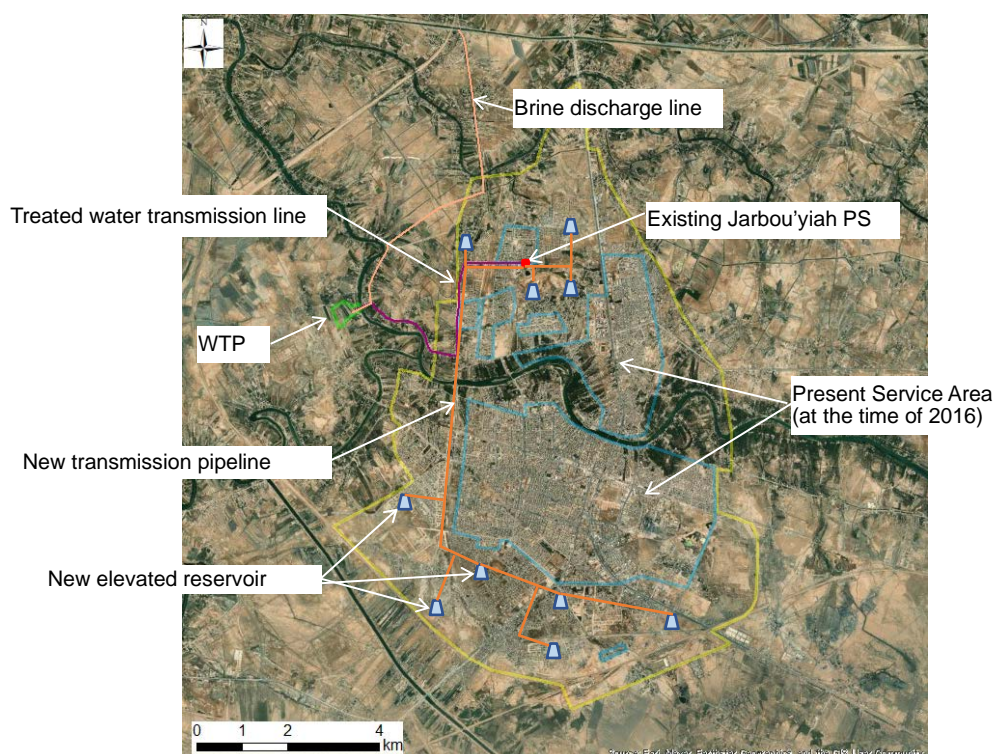 N
Brine discharge line
Treated water transmission line
Existing Jarbou'yiah PS
WTP
Present Service Area
(at the time of 2016)
New transmission pipeline
New elevated reservoir
0 1 2 4
km